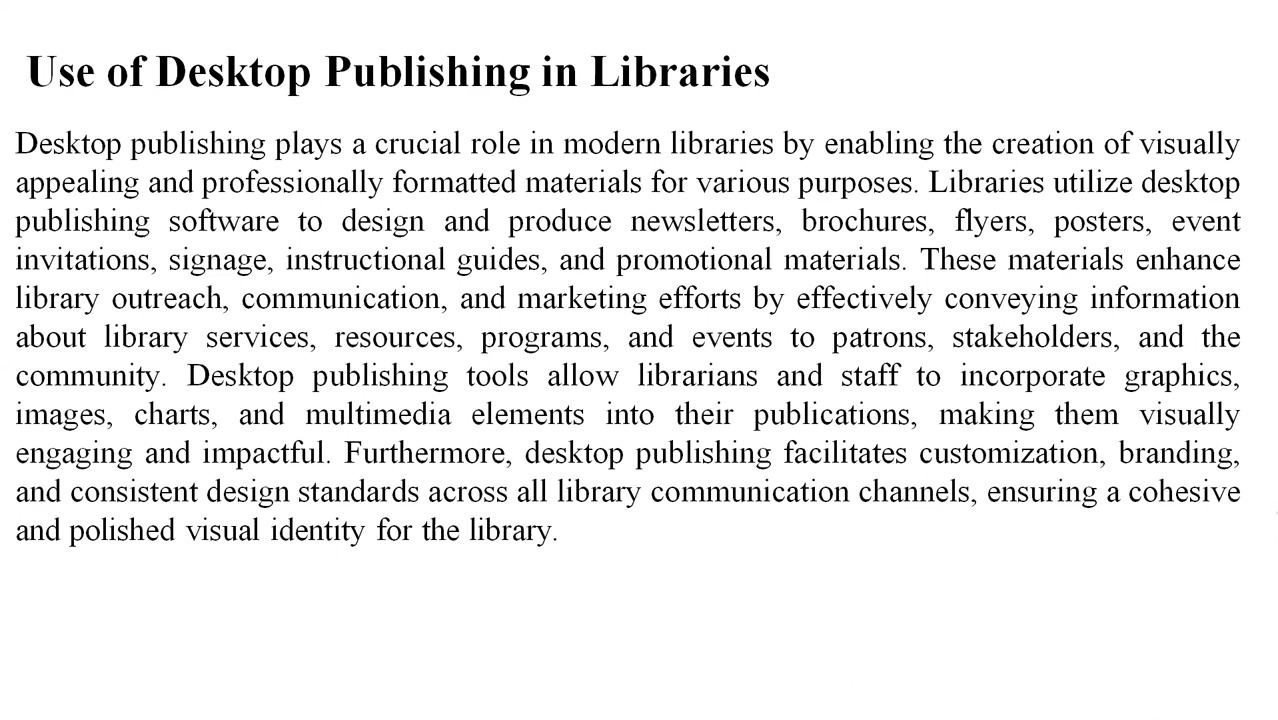 Use of Desktop Publishing in Libraries
Desktop publishing plays a crucial role in modern libraries by enabling the creation of visually
appealing and professionally formatted materials for various purposes. Libraries utilize desktop
publishing software to design and produce newsletters, brochures, flyers, posters, event
invitations, signage, instructional guides, and promotional materials. These materials enhance
library outreach, communication, and marketing efforts by effectively conveying information
about library services, resources, programs, and events to patrons, stakeholders, and the
community. Desktop publishing tools allow librarians and staff to incorporate graphics,
images, charts, and multimedia elements into their publications, making them visually
engaging and impactful. Furthermore, desktop publishing facilitates customization, branding,
and consistent design standards across all library communication channels, ensuring a cohesive
and polished visual identity for the library.